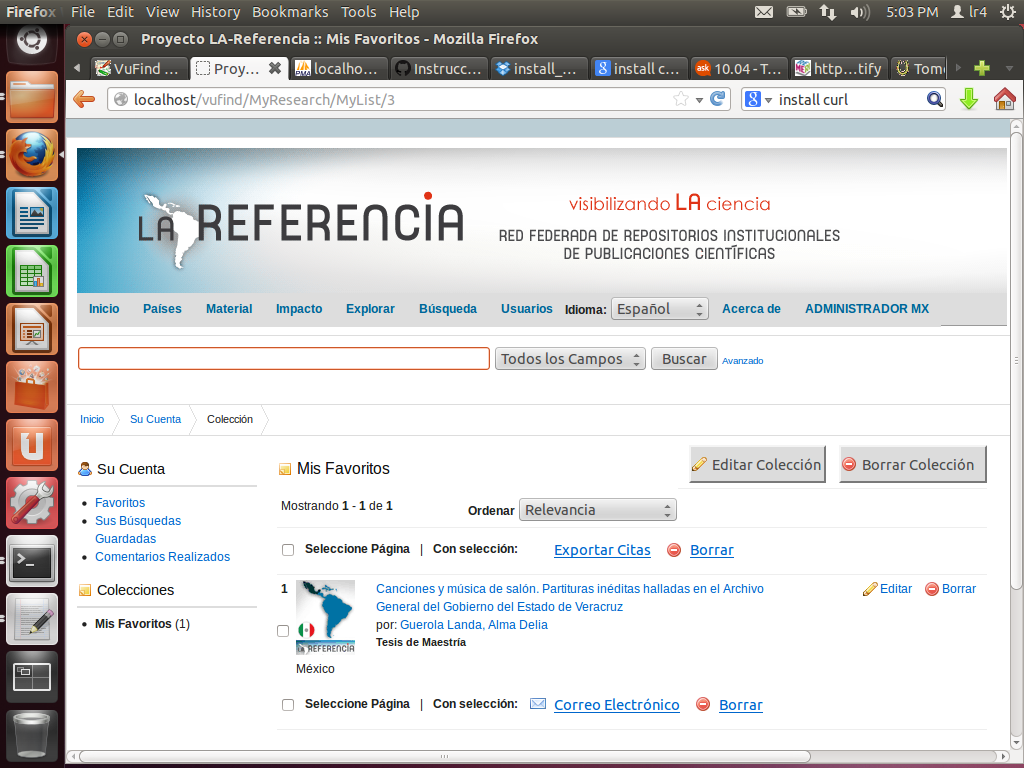 Firefox File Edit View History Bookmarks Tools Help 5:03 PM lr4
Proyecto LA-Referencia :: Mis Favoritos - Mozilla Firefox
VuFind ... Proy... localho... Instrucc... install_... install c... ask 10.04 - T... http...tify Tom
localhost/vufind/MyResearch/MyList/3 install curl
LA REFERENCIA
visibilizando LA ciencia
RED FEDERADA DE REPOSITORIOS INSTITUCIONALES
DE PUBLICACIONES CIENTÍFICAS
Inicio Países Material Impacto Explorar Búsqueda Usuarios Idioma: Español Acerca de ADMINISTRADOR MX
Todos los Campos Buscar Avanzado
Inicio Su Cuenta Colección
Su Cuenta
Favoritos
Sus Búsquedas
Guardadas
Comentarios Realizados
Colecciones
Mis Favoritos (1)
Mis Favoritos Editar Colección Borrar Colección
Mostrando 1 - 1 de 1 Ordenar Relevancia
Seleccione Página | Con selección: Exportar Citas Borrar
1 Canciones y música de salón. Partituras inéditas halladas en el Archivo Editar Borrar
General del Gobierno del Estado de Veracruz
por: Guerola Landa, Alma Delia
Tesis de Maestría
LA REFERENCIA
México
Seleccione Página | Con selección: Correo Electrónico Borrar